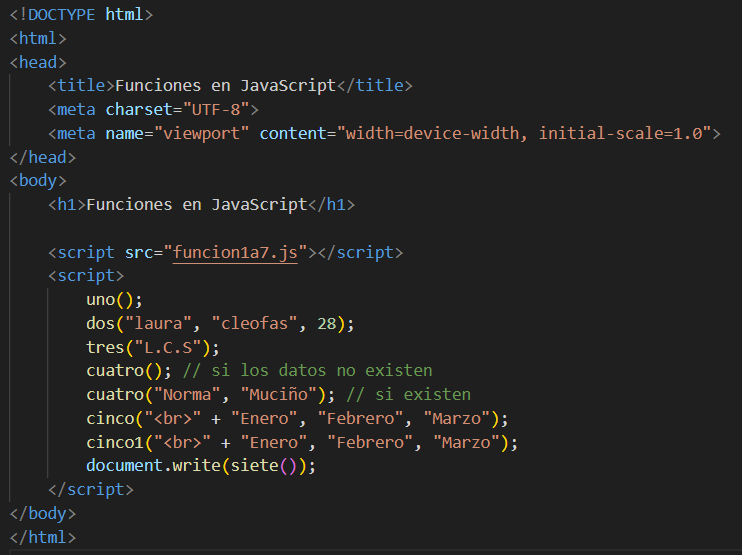 <!DOCTYPE html>
<html>
<head>
    <title>Funciones en JavaScript</title>
    <meta charset="UTF-8">
    <meta name="viewport" content="width=device-width, initial-scale=1.0">
</head>
<body>
    <h1>Funciones en JavaScript</h1>

    <script src="funcion1a7.js"></script>
    <script>
        uno();
        dos("laura", "cleofas", 28);
        tres("L.C.S");
        cuatro(); // si los datos no existen
        cuatro("Norma", "Muciño"); // si existen
        cinco("<br>" + "Enero", "Febrero", "Marzo");
        cinco1("<br>" + "Enero", "Febrero", "Marzo");
        document.write(siete());
    </script>
</body>
</html>